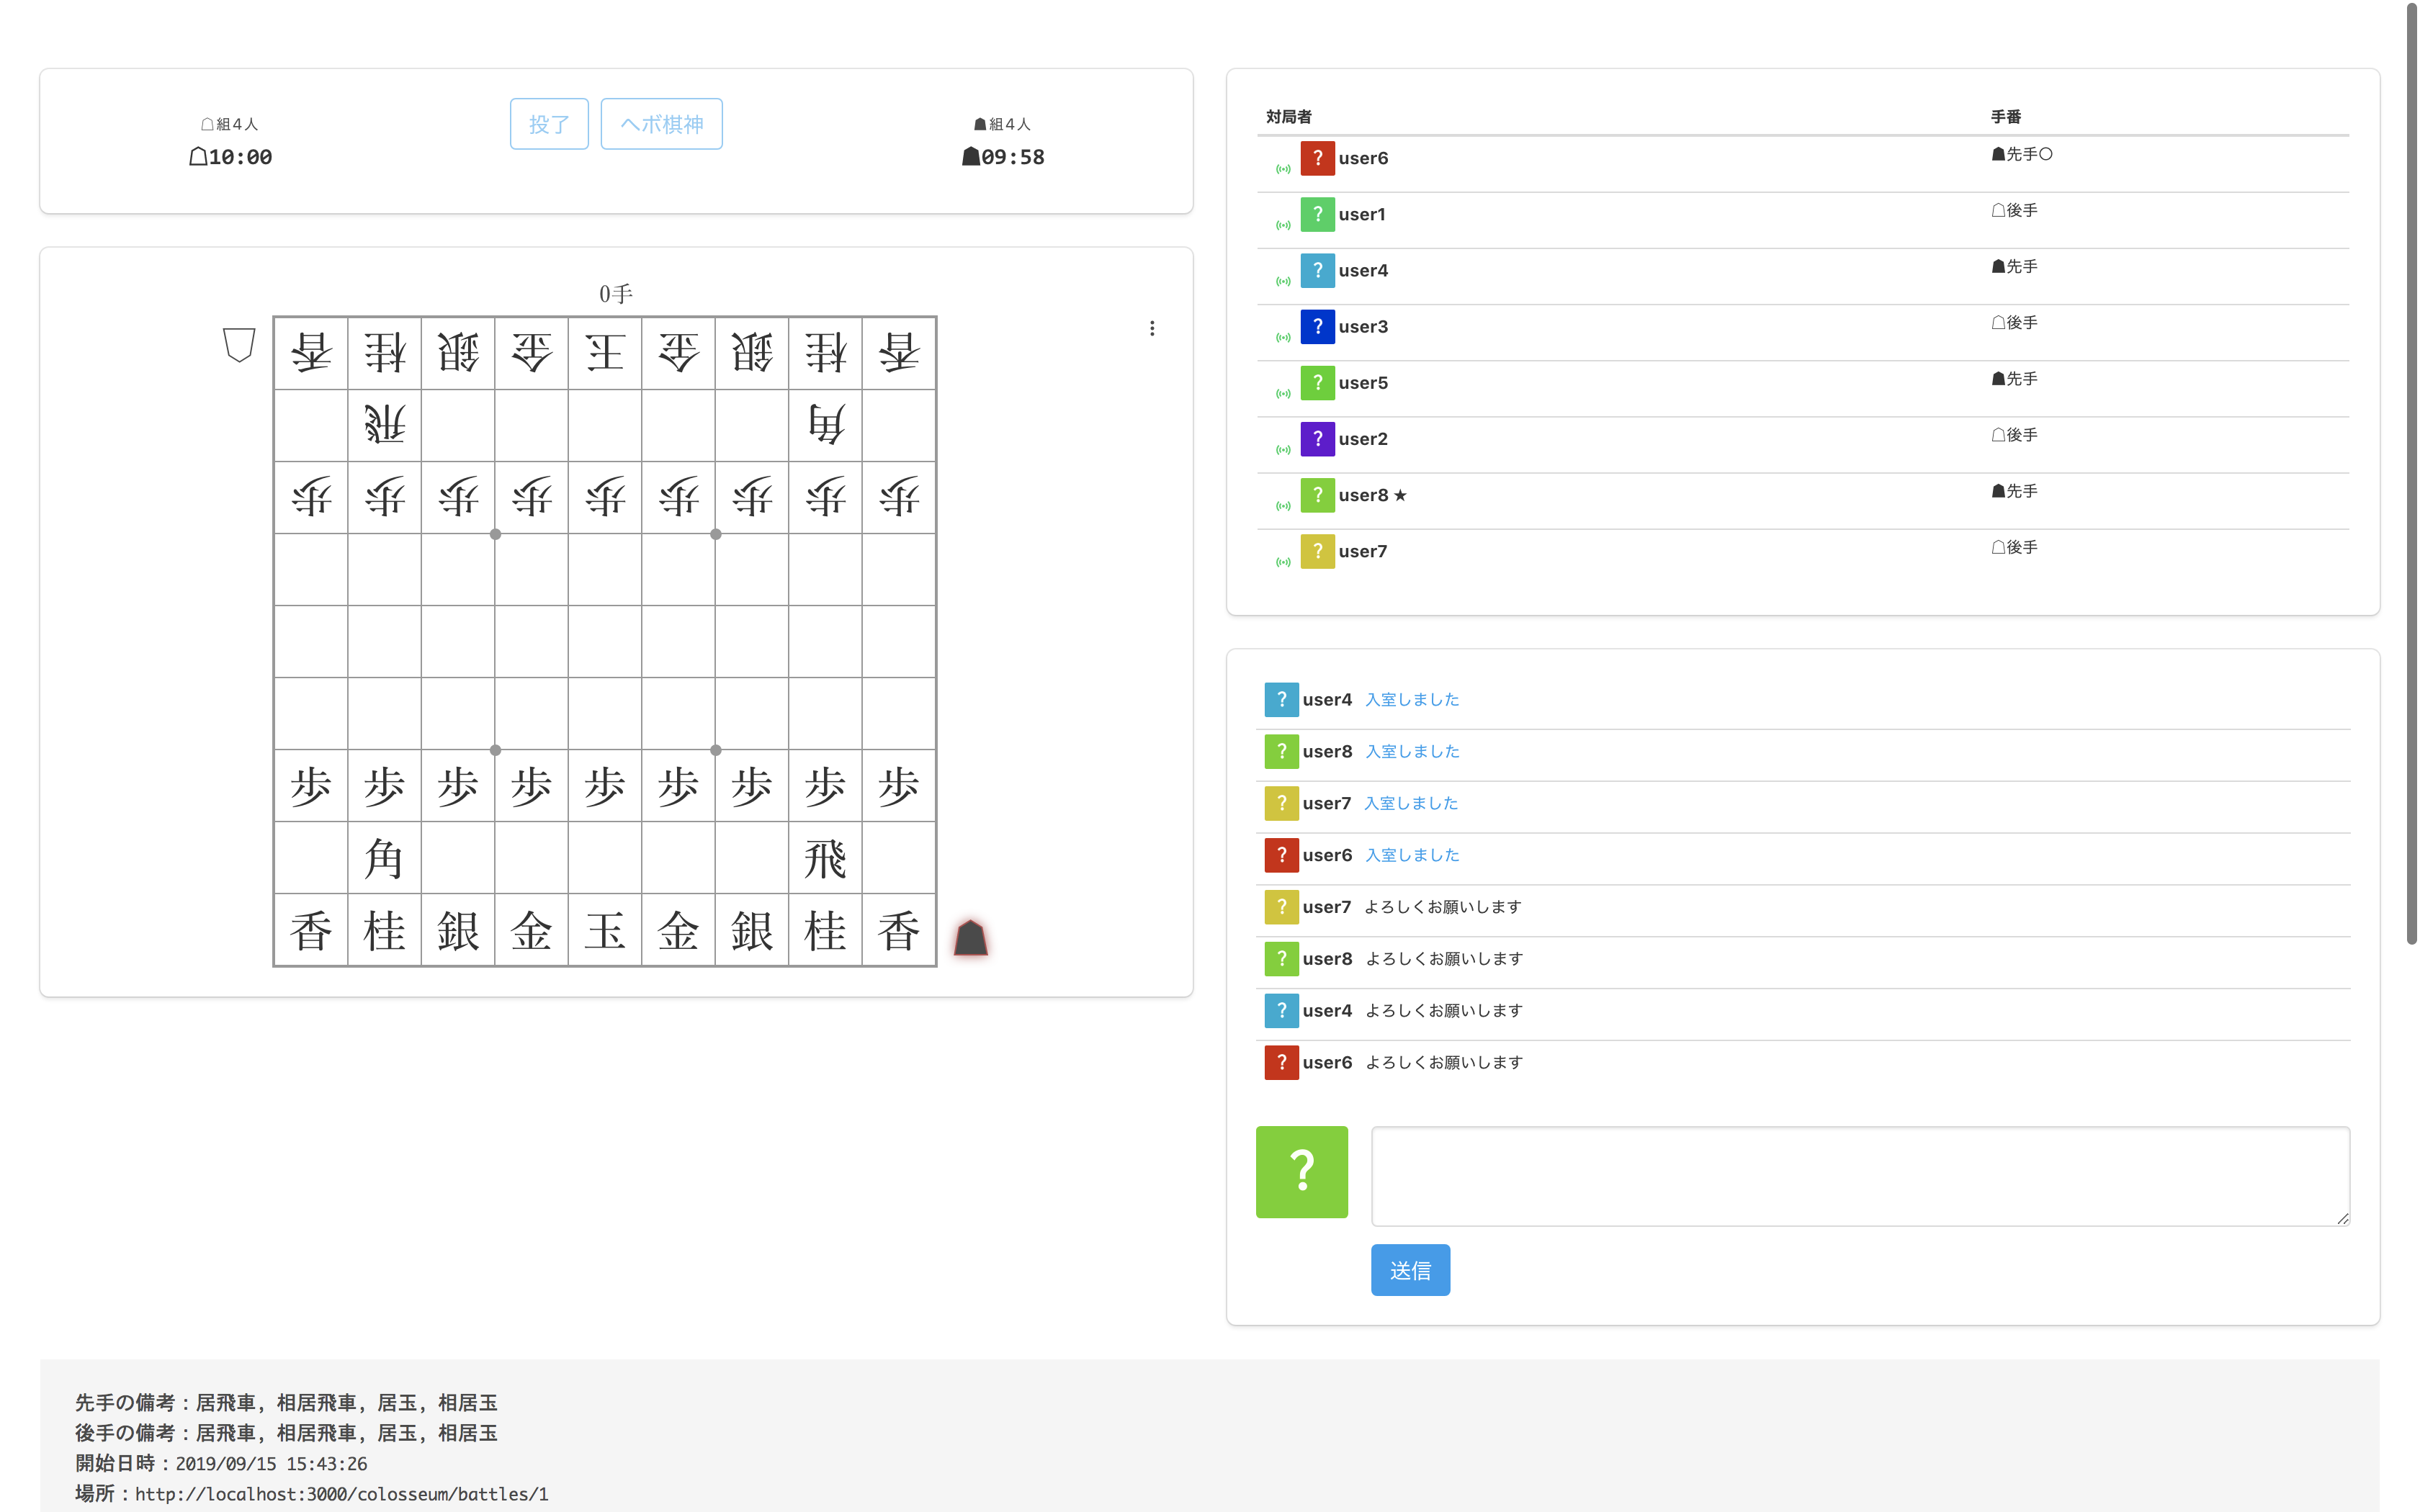 ☖組4人
☖10:00
投了
ヘボ棋神
☗組4人
☗09:58
0手
香桂銀金王金銀桂香
飛角
歩歩歩歩歩歩歩歩歩
歩歩歩歩歩歩歩歩歩
角飛
香桂銀金玉金銀桂香
対局者 手番
? user6 ☗先手○
? user1 ☖後手
? user4 ☗先手
? user3 ☖後手
? user5 ☗先手
? user2 ☖後手
? user8 ★ ☗先手
? user7 ☖後手
? user4 入室しました
? user8 入室しました
? user7 入室しました
? user6 入室しました
? user7 よろしくお願いします
? user8 よろしくお願いします
? user4 よろしくお願いします
? user6 よろしくお願いします
?
送信
先手の備考：居飛車, 相居飛車, 居玉, 相居玉
後手の備考：居飛車, 相居飛車, 居玉, 相居玉
開始日時：2019/09/15 15:43:26
場所：http://localhost:3000/colosseum/battles/1